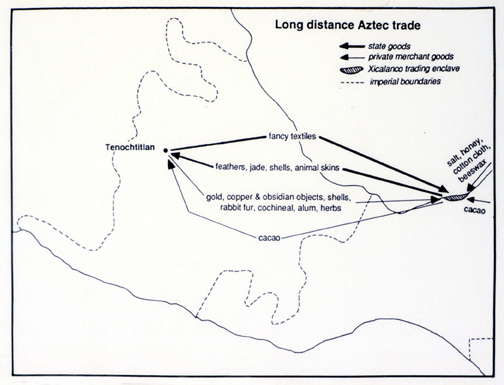 Long distance Aztec trade
state goods
private merchant goods
Xicalanco trading enclave
imperial boundaries
Tenochtitlan
fancy textiles
feathers, jade, shells, animal skins
gold, copper & obsidian objects, shells,
rabbit fur, cochineal, alum, herbs
cacao
salt, honey,
cotton cloth,
beeswax
cacao